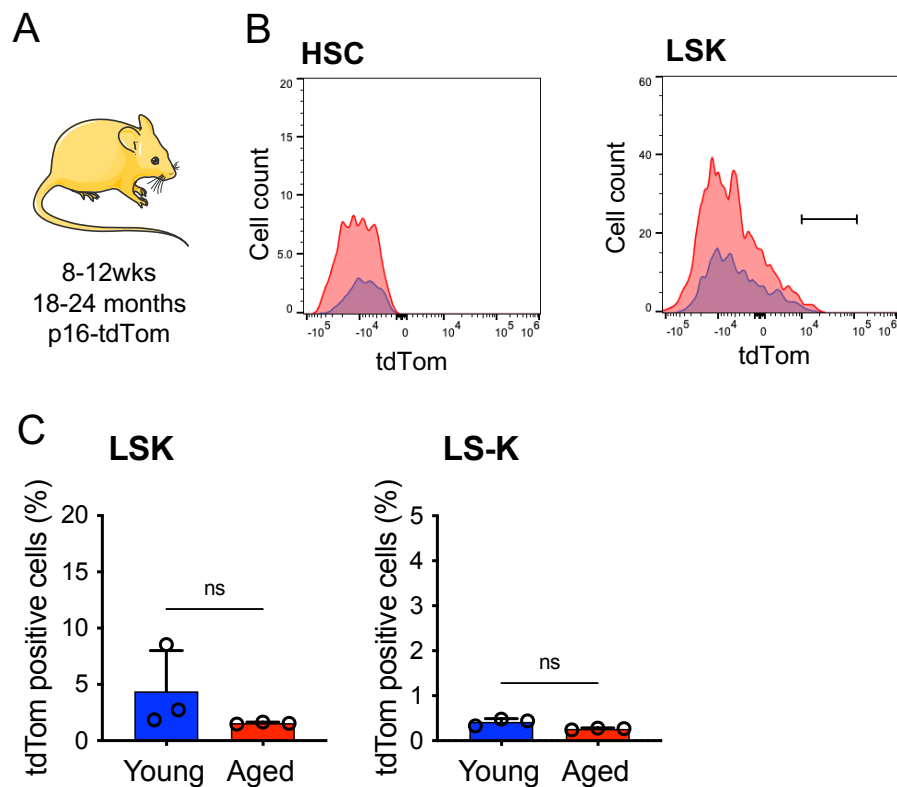 A
8-12wks
18-24 months
p16-tdTom
B
HSC
Cell count
20
15
10
5.0
0
-10⁵
-10⁴
0
10⁴
10⁵
10⁶
tdTom
LSK
Cell count
60
40
20
0
-10⁵
-10⁴
0
10⁴
10⁵
10⁶
tdTom
C
LSK
tdTom positive cells (%)
20
15
10
5
0
ns
Young
Aged
LS-K
tdTom positive cells (%)
5
4
3
2
1
0
ns
Young
Aged